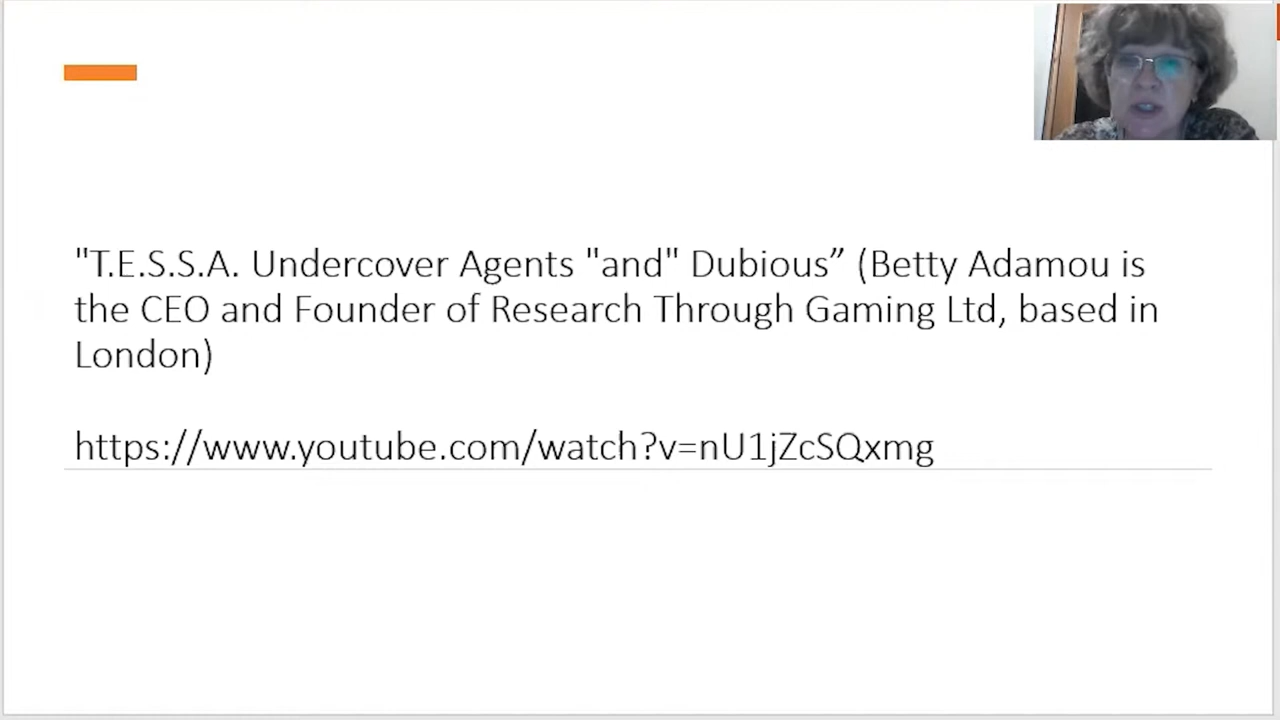 "T.E.S.S.A. Undercover Agents "and" Dubious” (Betty Adamou is
the CEO and Founder of Research Through Gaming Ltd, based in
London)
https://www.youtube.com/watch?v=nU1jZcSQxmg